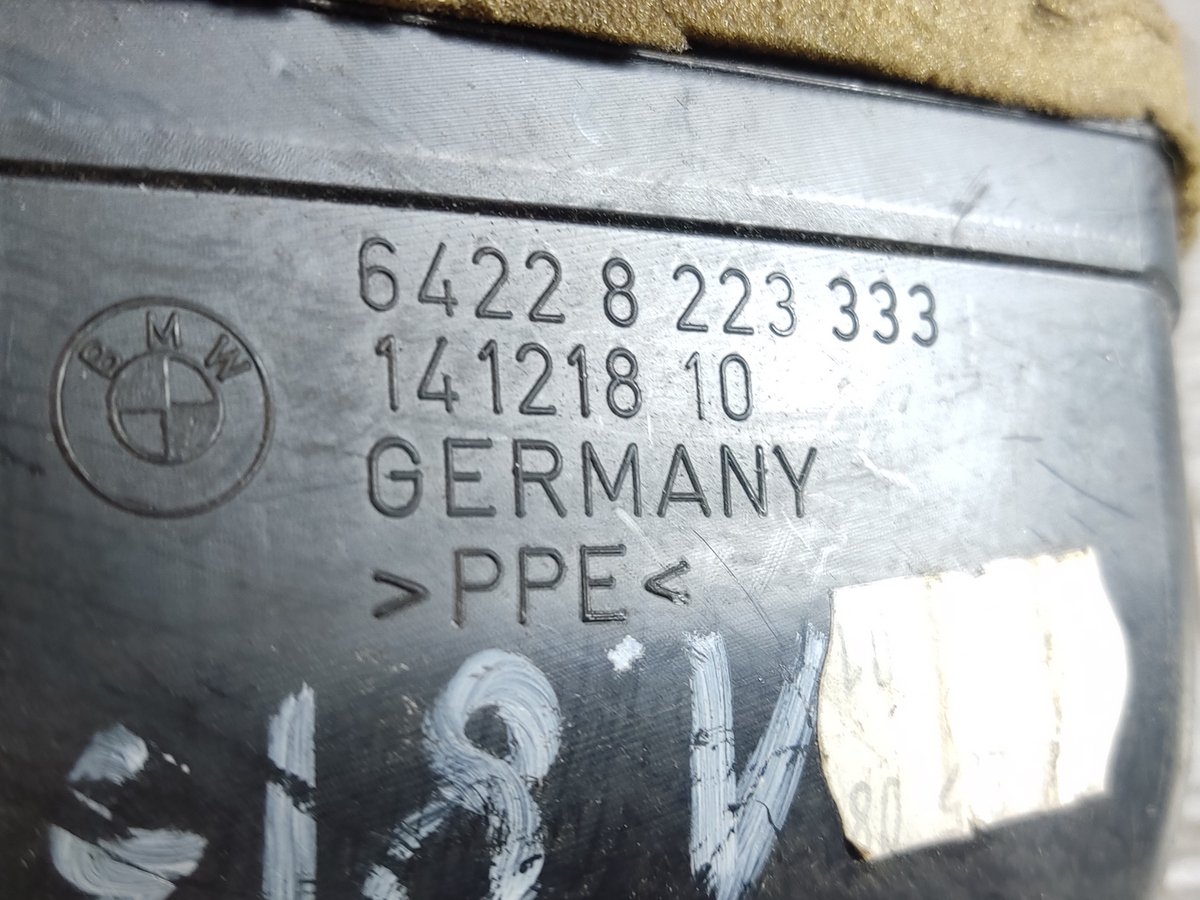 BMW
6422 8 223 333
141218 10
GERMANY
>PPE<